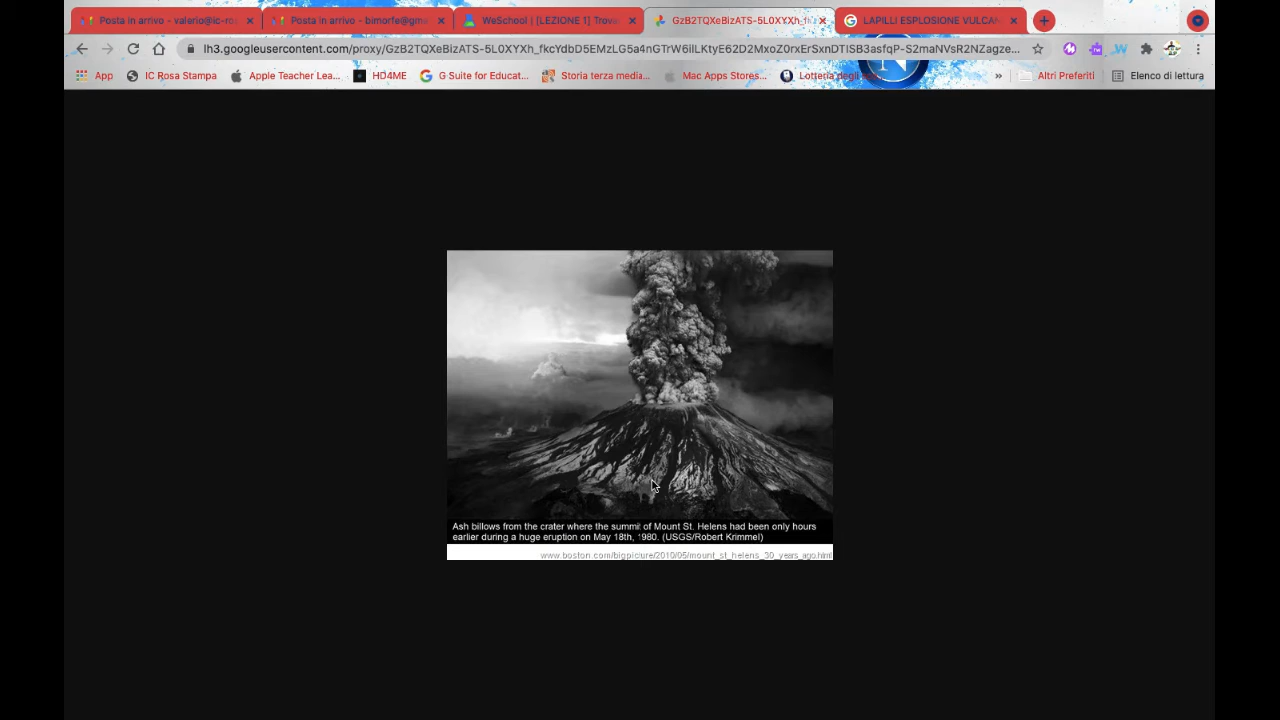 Posta in arrivo - valerio@ic-ro
Posta in arrivo - bimorfe@gm
WeSchool | [LEZIONE 1] Trova
GzB2TQXeBizATS-5L0XYXh_f
LAPILLI ESPLOSIONE VULCAN
lh3.googleusercontent.com/proxy/GzB2TQXeBizATS-5L0XYXh_fkcYdbD5EMzLG5a4nGTrW6ilLKtyE62D2MxoZ0rxErSxnDTISB3asfqP-S2maNVsR2NZagze...
App
IC Rosa Stampa
Apple Teacher Lea...
HD4ME
G Suite for Educat...
Storia terza media...
Mac Apps Stores...
Lotteria degli
»
Altri Preferiti
Elenco di lettura
Ash billows from the crater where the summit of Mount St. Helens had been only hours
earlier during a huge eruption on May 18th, 1980. (USGS/Robert Krimmel)
www.boston.com/bigpicture/2010/05/mount_st_helens_30_years_ago.html